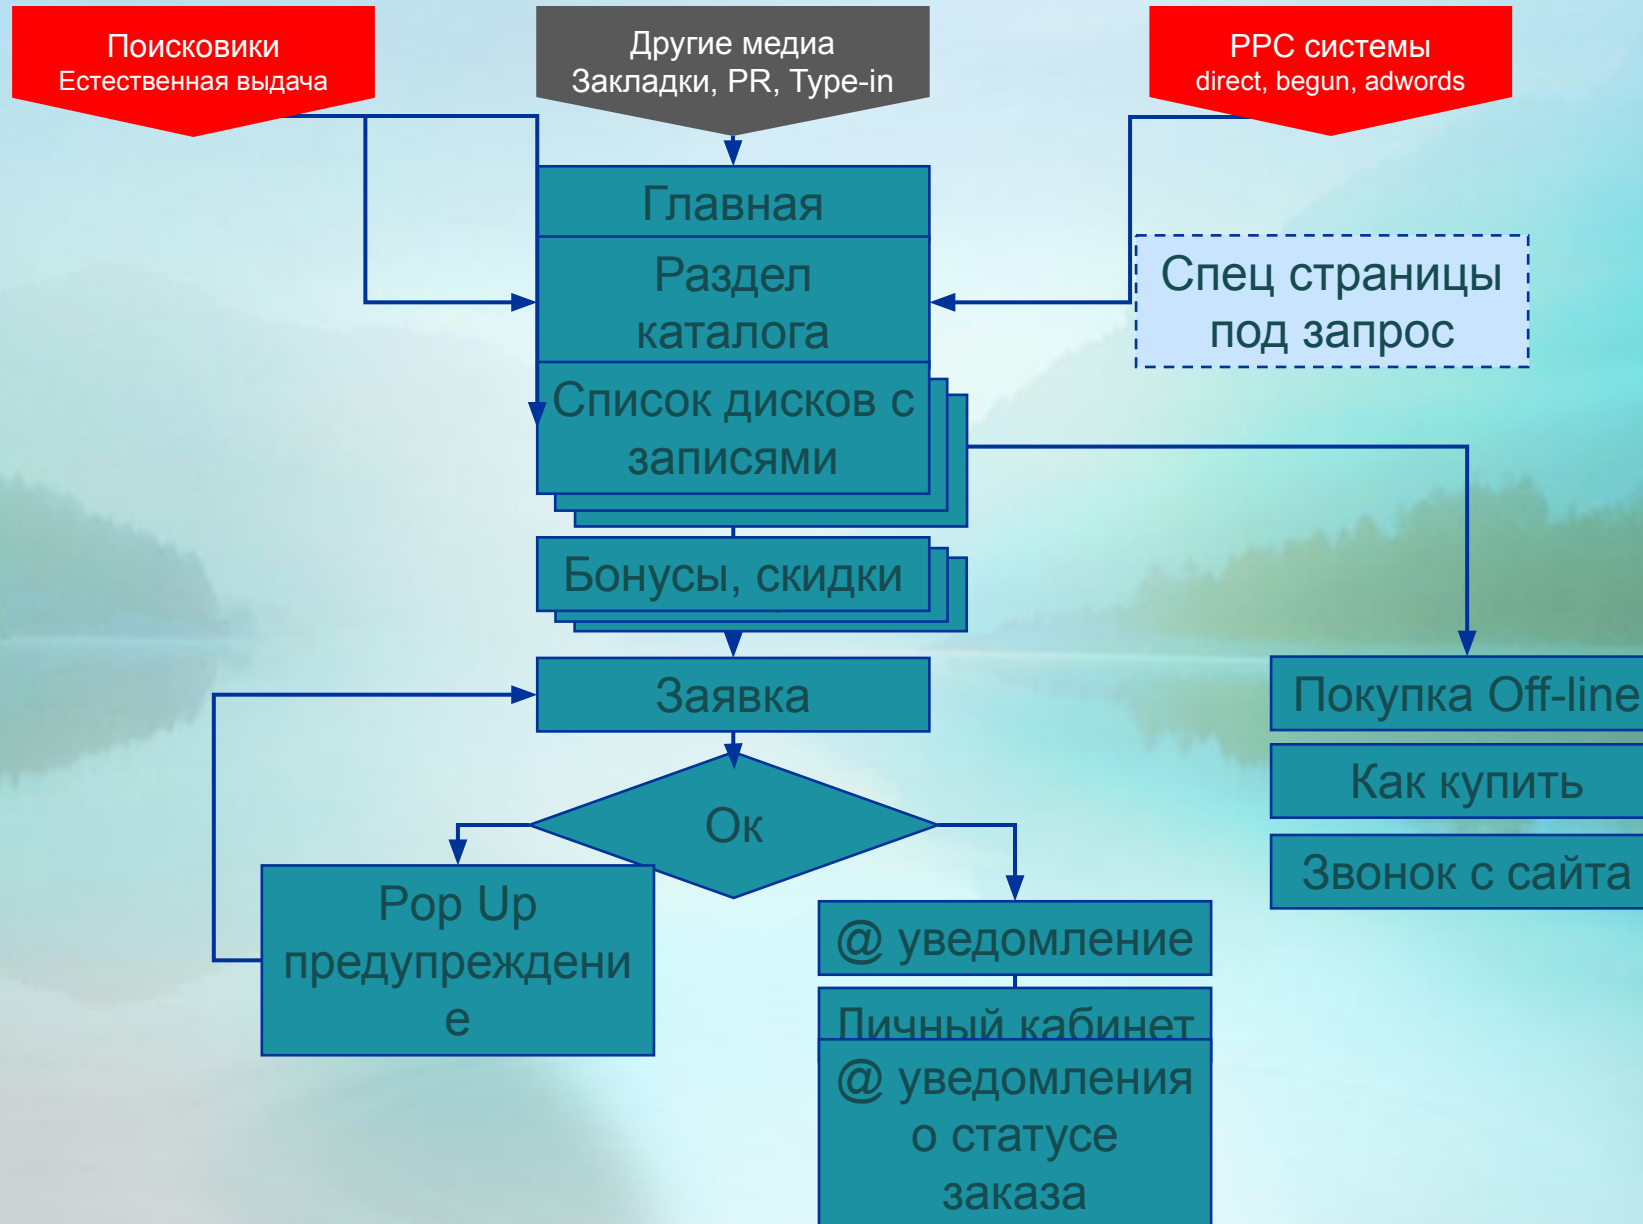 Поисковики
Естественная выдача
Другие медиа
Закладки, PR, Type-in
PPC системы
direct, begun, adwords
Главная
Раздел
каталога
Спец страницы
под запрос
Список дисков с
записями
Бонусы, скидки
Заявка
Покупка Off-line
Как купить
Звонок с сайта
Ок
Pop Up
предупреждени
е
@ уведомление
Личный кабинет
@ уведомления
о статусе
заказа